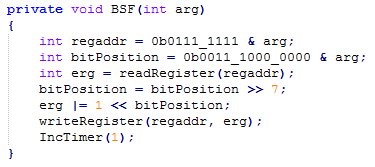 private void BSF(int arg)
{
int regaddr = 0b0111_1111 & arg;
int bitPosition = 0b0011_1000_0000 & arg;
int erg = readRegister(regaddr);
bitPosition = bitPosition >> 7;
erg |= 1 << bitPosition;
writeRegister(regaddr, erg);
IncTimer(1);
}